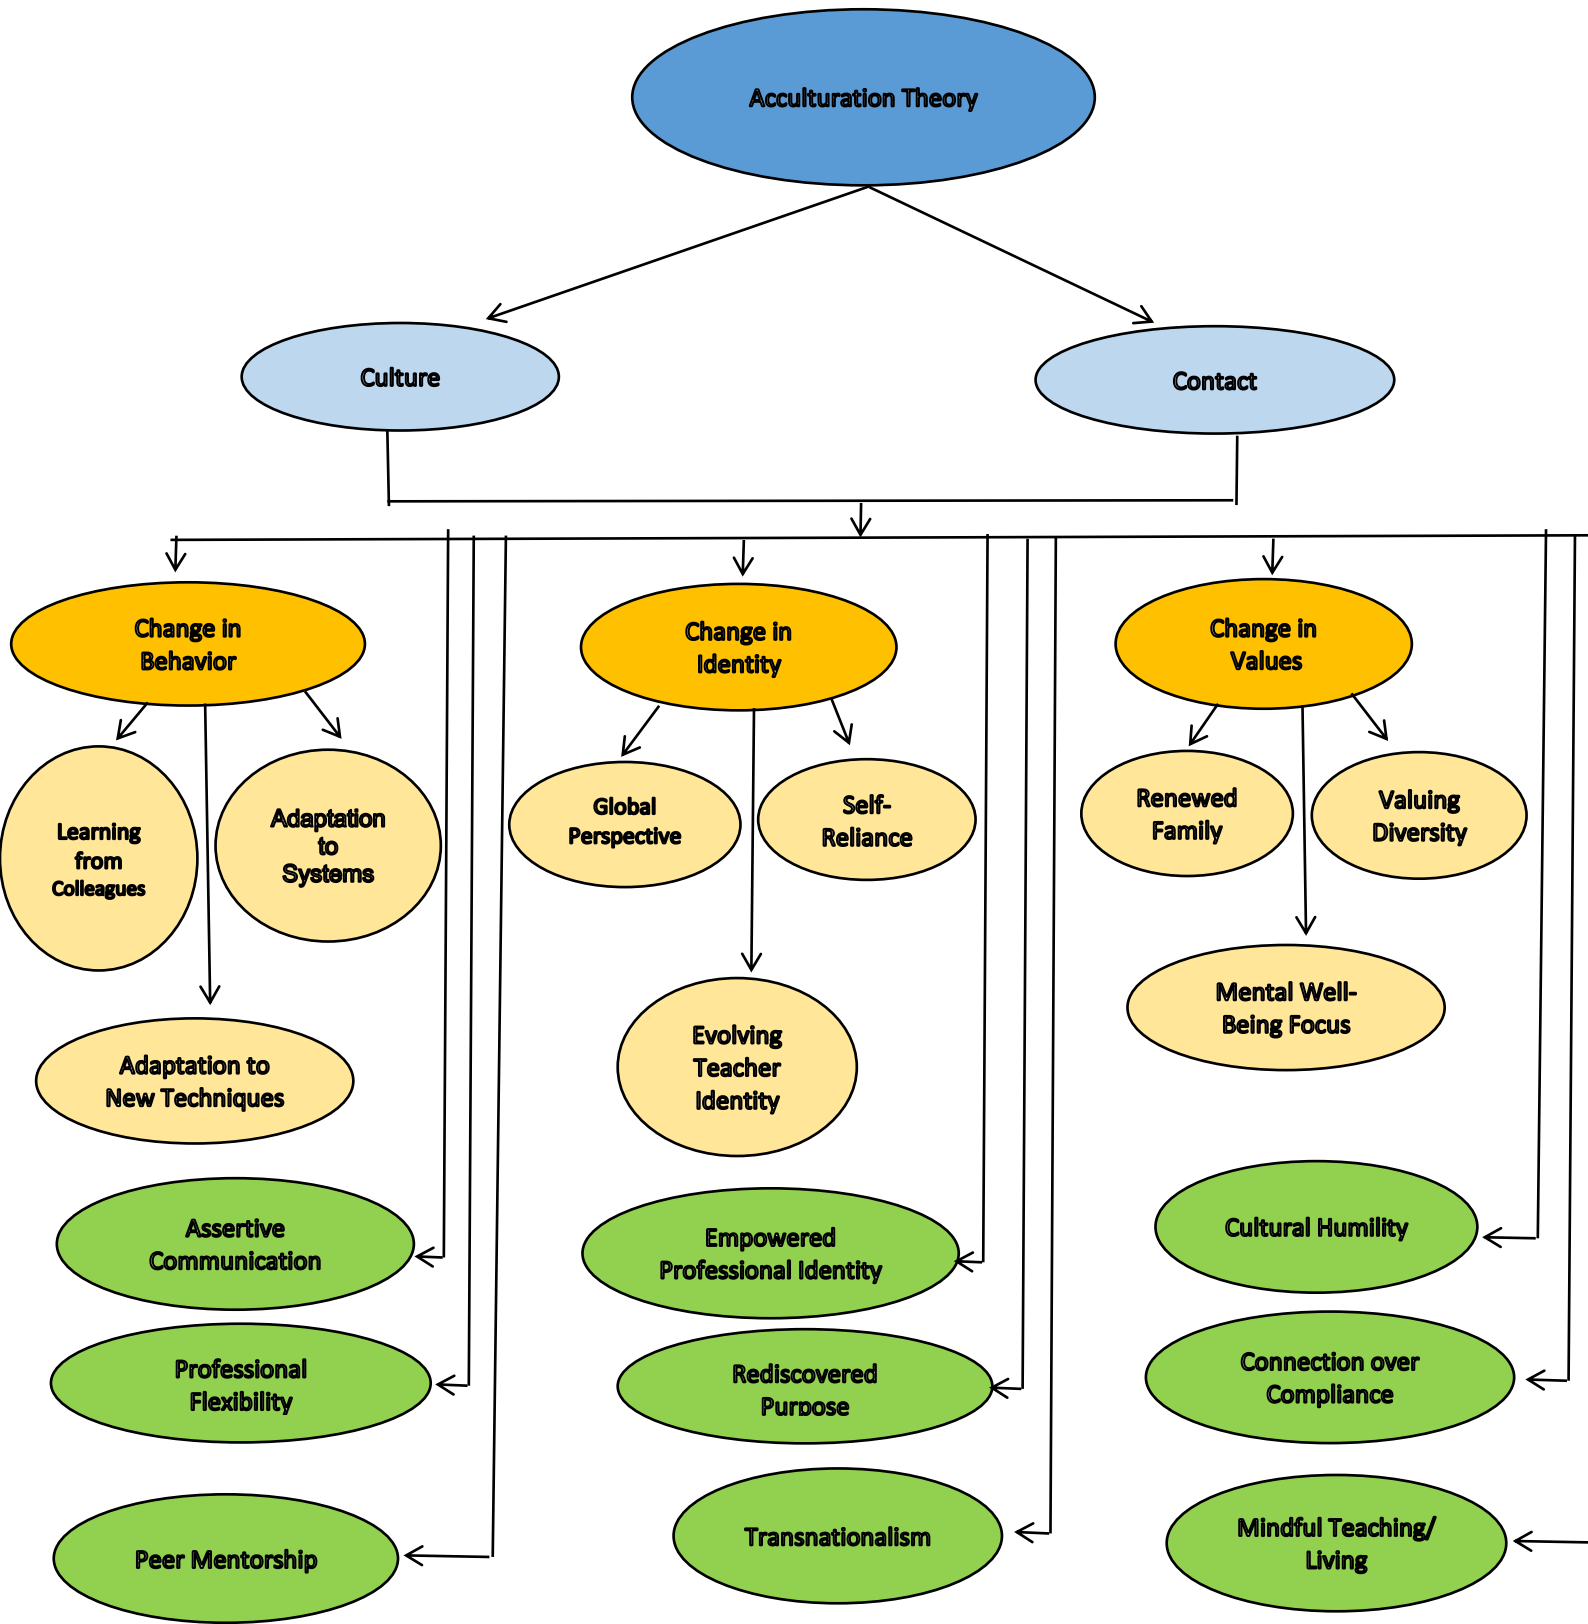 Acculturation Theory
Culture
Contact
Change in
Behavior
Change in
Identity
Change in
Values
Learning
from
Colleagues
Adaptation
to
Systems
Global
Perspective
Self-
Reliance
Renewed
Family
Valuing
Diversity
Adaptation to
New Techniques
Evolving
Teacher
Identity
Mental Well-
Being Focus
Assertive
Communication
Empowered
Professional Identity
Cultural Humility
Professional
Flexibility
Rediscovered
Purpose
Connection over
Compliance
Peer Mentorship
Transnationalism
Mindful Teaching/
Living